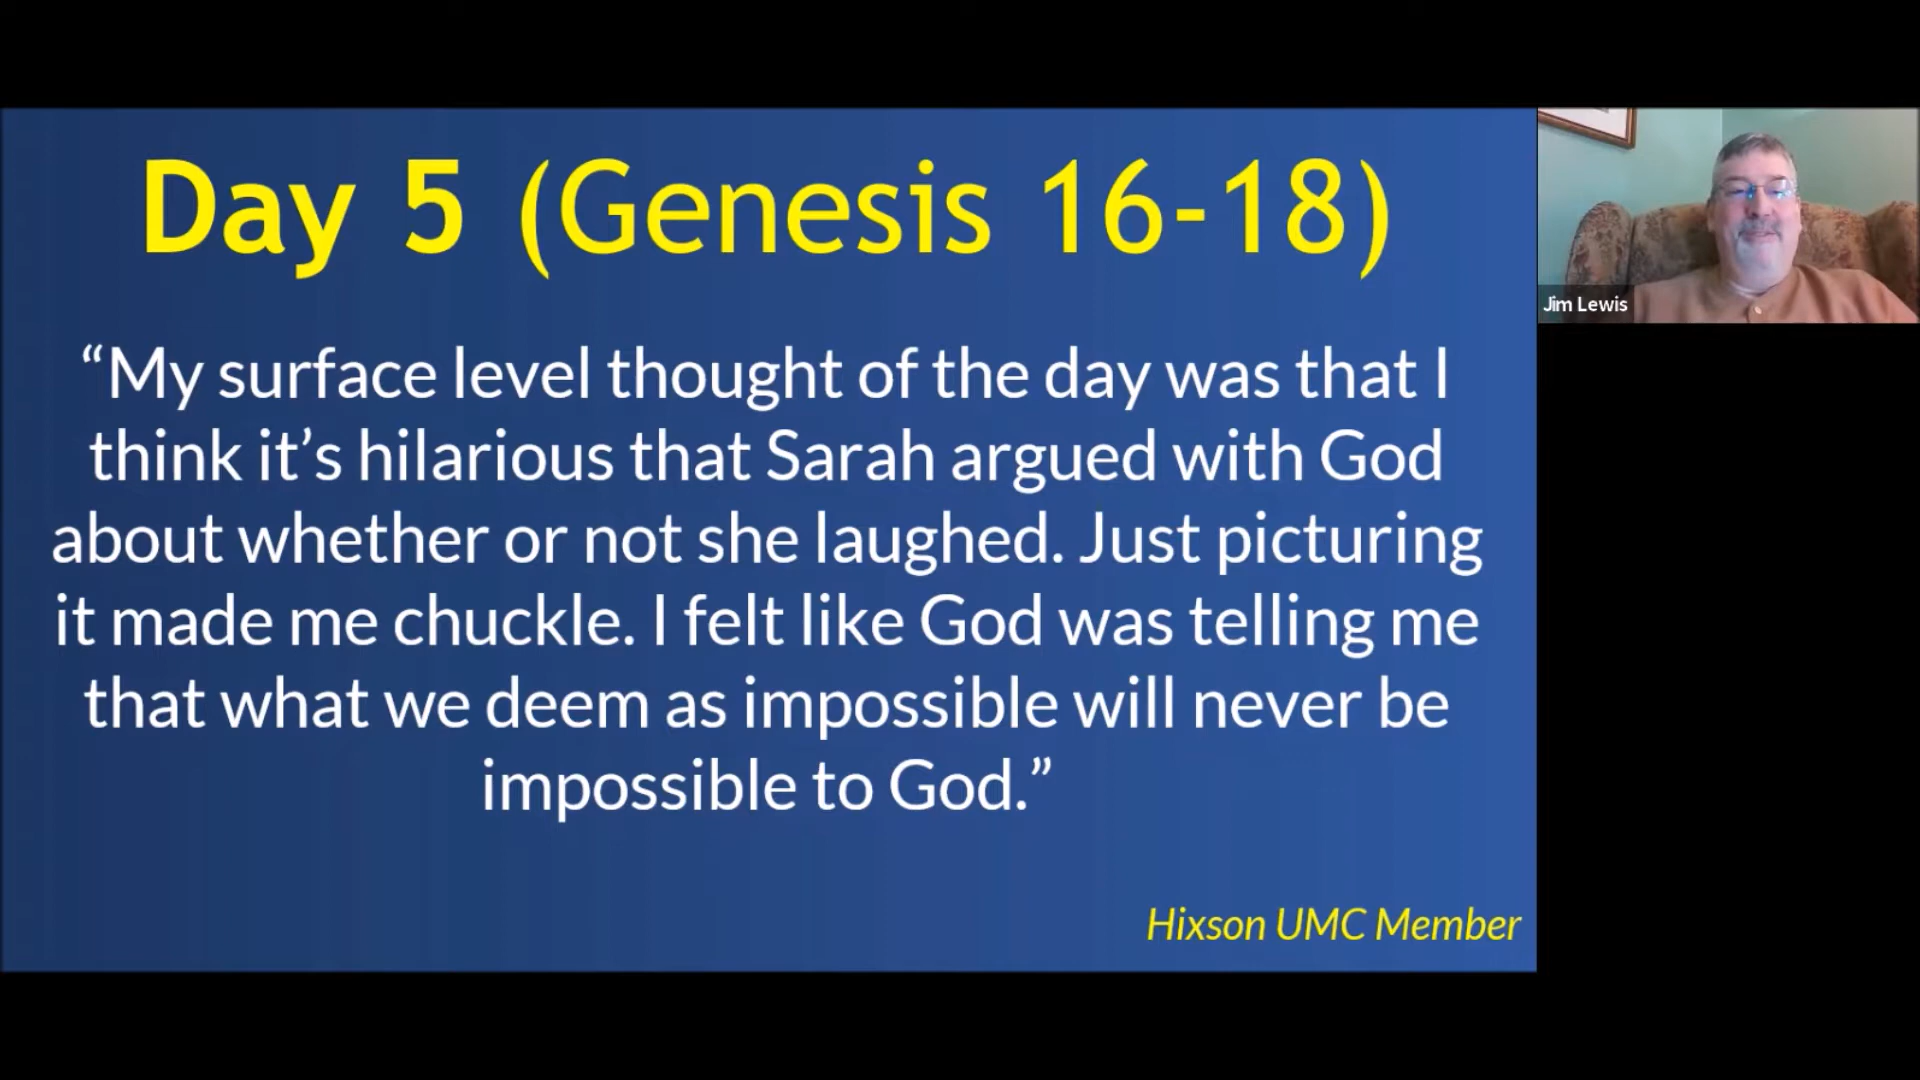 Day 5 (Genesis 16-18)
“My surface level thought of the day was that I
think it’s hilarious that Sarah argued with God
about whether or not she laughed. Just picturing
it made me chuckle. I felt like God was telling me
that what we deem as impossible will never be
impossible to God.”
Hixson UMC Member
Jim Lewis